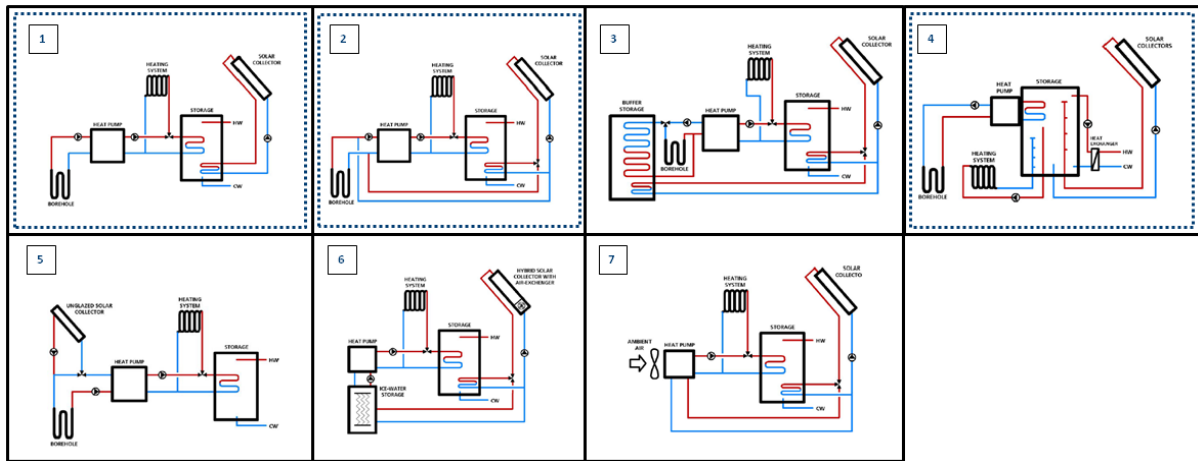 1
SOLAR
COLLECTOR
HEATING
SYSTEM
STORAGE
HW
HEAT PUMP
CW
BOREHOLE
2
SOLAR
COLLECTOR
HEATING
SYSTEM
STORAGE
HW
HEAT PUMP
CW
BOREHOLE
3
SOLAR
COLLECTOR
HEATING
SYSTEM
BUFFER
STORAGE
HEAT PUMP
STORAGE
HW
BOREHOLE
CW
4
SOLAR
COLLECTORS
HEAT
PUMP
STORAGE
HEAT
EXCHANGER
HW
CW
HEATING
SYSTEM
BOREHOLE
5
UNGLAZED SOLAR
COLLECTOR
HEATING
SYSTEM
STORAGE
HEAT PUMP
HW
CW
BOREHOLE
6
HYBRID SOLAR
COLLECTOR WITH
AIR-EXCHENGER
HEATING
SYSTEM
STORAGE
HEAT PUMP
HW
ICE-WATER
STORAGE
CW
7
SOLAR
COLLECTO
HEATING
SYSTEM
STORAGE
AMBIENT
AIR
HEAT PUMP
HW
CW